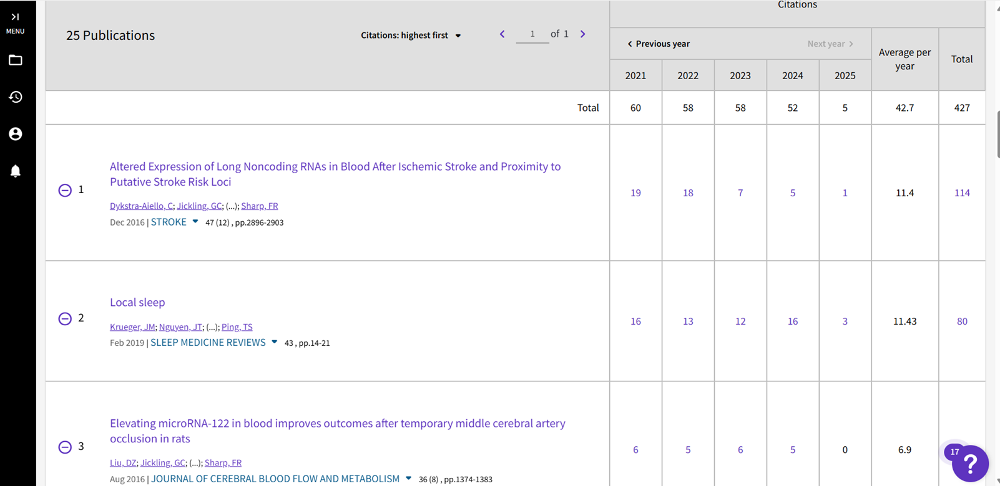 MENU
Citations
25 Publications
Citations: highest first
1 of 1
Previous year
Next year
Average per year
Total
2021 2022 2023 2024 2025
Total 60 58 58 52 5 42.7 427
Altered Expression of Long Noncoding RNAs in Blood After Ischemic Stroke and Proximity to
Putative Stroke Risk Loci
1
Dykstra-Aiello, C; Jickling, GC; (...); Sharp, FR
Dec 2016 | STROKE 47 (12) , pp.2896-2903
19 18 7 5 1 11.4 114
Local sleep
2
Krueger, JM; Nguyen, JT; (...); Ping, TS
Feb 2019 | SLEEP MEDICINE REVIEWS 43 , pp.14-21
16 13 12 16 3 11.43 80
Elevating microRNA-122 in blood improves outcomes after temporary middle cerebral artery
occlusion in rats
3
Liu, DZ; Jickling, GC; (...); Sharp, FR
Aug 2016 | JOURNAL OF CEREBRAL BLOOD FLOW AND METABOLISM 36 (8) , pp.1374-1383
6 5 6 5 0 6.9
17
?